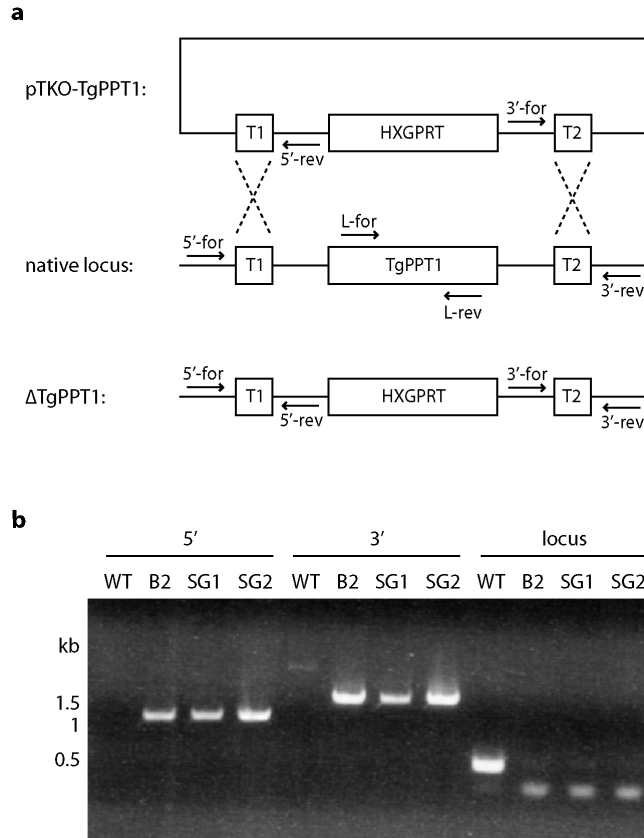 a
pTKO-TgPPT1:
T1 HXGPRT T2
5’-rev 3’-for
native locus:
5’-for T1 L-for TgPPT1 L-rev T2 3’-rev
ΔTgPPT1:
5’-for T1 5’-rev HXGPRT 3’-for T2 3’-rev
b
5’ 3’ locus
WT B2 SG1 SG2 WT B2 SG1 SG2 WT B2 SG1 SG2
kb
1.5
1
0.5